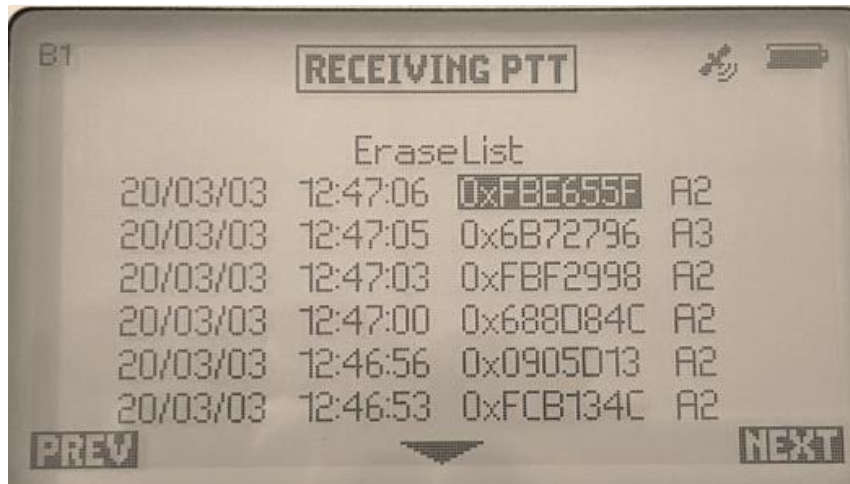 B1
RECEIVING PTT
EraseList
20/03/03 12:47:06 0xFBE655F A2
20/03/03 12:47:05 0x6B72796 A3
20/03/03 12:47:03 0xFBF2998 A2
20/03/03 12:47:00 0x688D84C A2
20/03/03 12:46:56 0x0905D13 A2
20/03/03 12:46:53 0xFCB134C A2
PREV NEXT